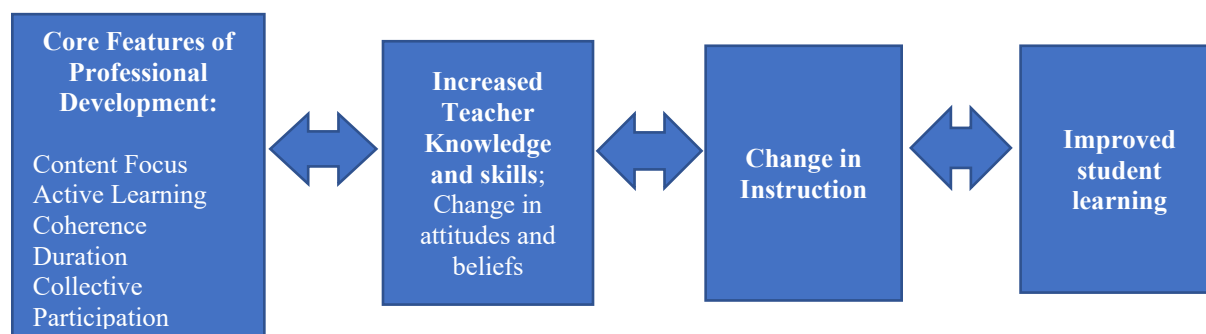 Core Features of
Professional
Development:
Content Focus
Active Learning
Coherence
Duration
Collective
Participation
Increased
Teacher
Knowledge
and skills;
Change in
attitudes and
beliefs
Change in
Instruction
Improved
student
learning